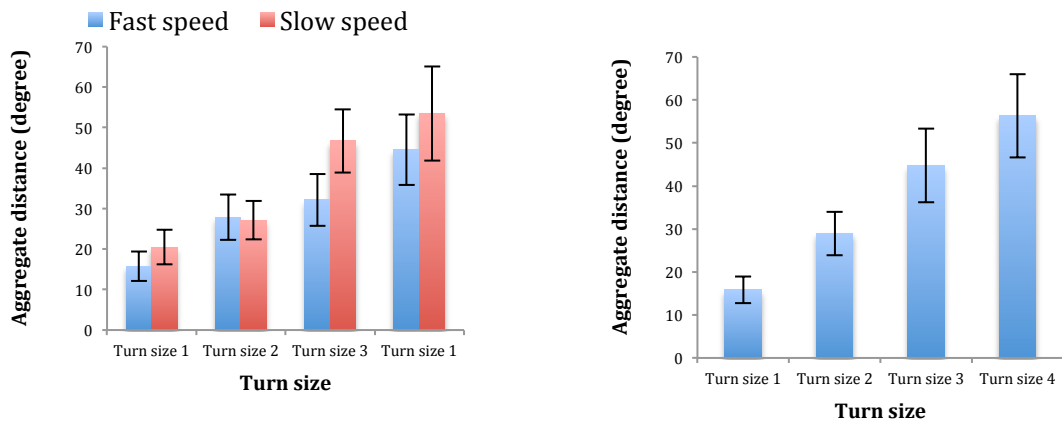 Fast speed Slow speed
Aggregate distance (degree)
70
60
50
40
30
20
10
0
Turn size 1 Turn size 2 Turn size 3 Turn size 1
Turn size
Aggregate distance (degree)
70
60
50
40
30
20
10
0
Turn size 1 Turn size 2 Turn size 3 Turn size 4
Turn size